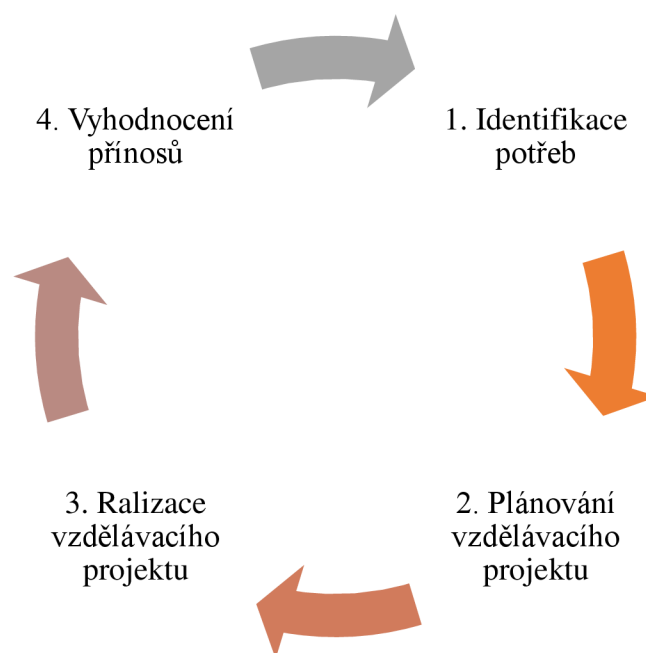 4. Vyhodnocení
přínosů
1. Identifikace
potřeb
3. Ralizace
vzdělávacího
projektu
2. Plánování
vzdělávacího
projektu